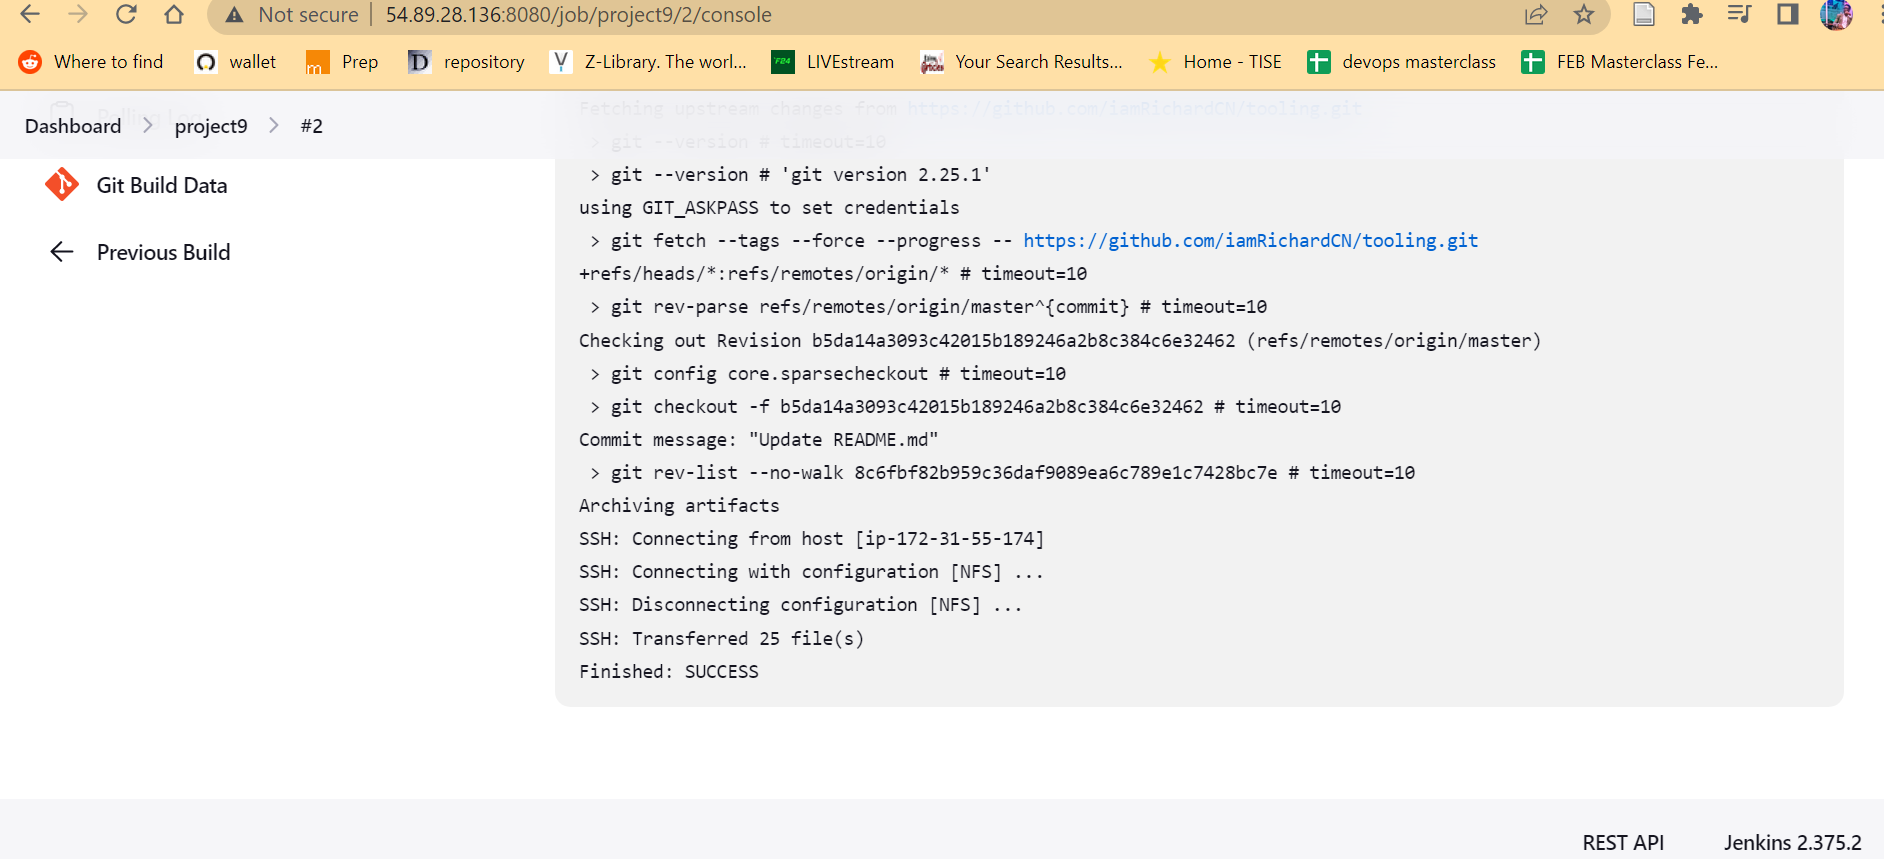 Not secure | 54.89.28.136:8080/job/project9/2/console
Where to find wallet Prep repository Z-Library. The worl... LIVEstream Your Search Results... Home - TISE devops masterclass FEB Masterclass Fe...
Polling Log
Dashboard > project9 > #2
Git Build Data
Previous Build
Fetching upstream changes from https://github.com/iamRichardCN/tooling.git
> git --version # timeout=10
> git --version # 'git version 2.25.1'
using GIT_ASKPASS to set credentials
> git fetch --tags --force --progress -- https://github.com/iamRichardCN/tooling.git
+refs/heads/*:refs/remotes/origin/* # timeout=10
> git rev-parse refs/remotes/origin/master^{commit} # timeout=10
Checking out Revision b5da14a3093c42015b189246a2b8c384c6e32462 (refs/remotes/origin/master)
> git config core.sparsecheckout # timeout=10
> git checkout -f b5da14a3093c42015b189246a2b8c384c6e32462 # timeout=10
Commit message: "Update README.md"
> git rev-list --no-walk 8c6fbf82b959c36daf9089ea6c789e1c7428bc7e # timeout=10
Archiving artifacts
SSH: Connecting from host [ip-172-31-55-174]
SSH: Connecting with configuration [NFS] ...
SSH: Disconnecting configuration [NFS] ...
SSH: Transferred 25 file(s)
Finished: SUCCESS
REST API Jenkins 2.375.2